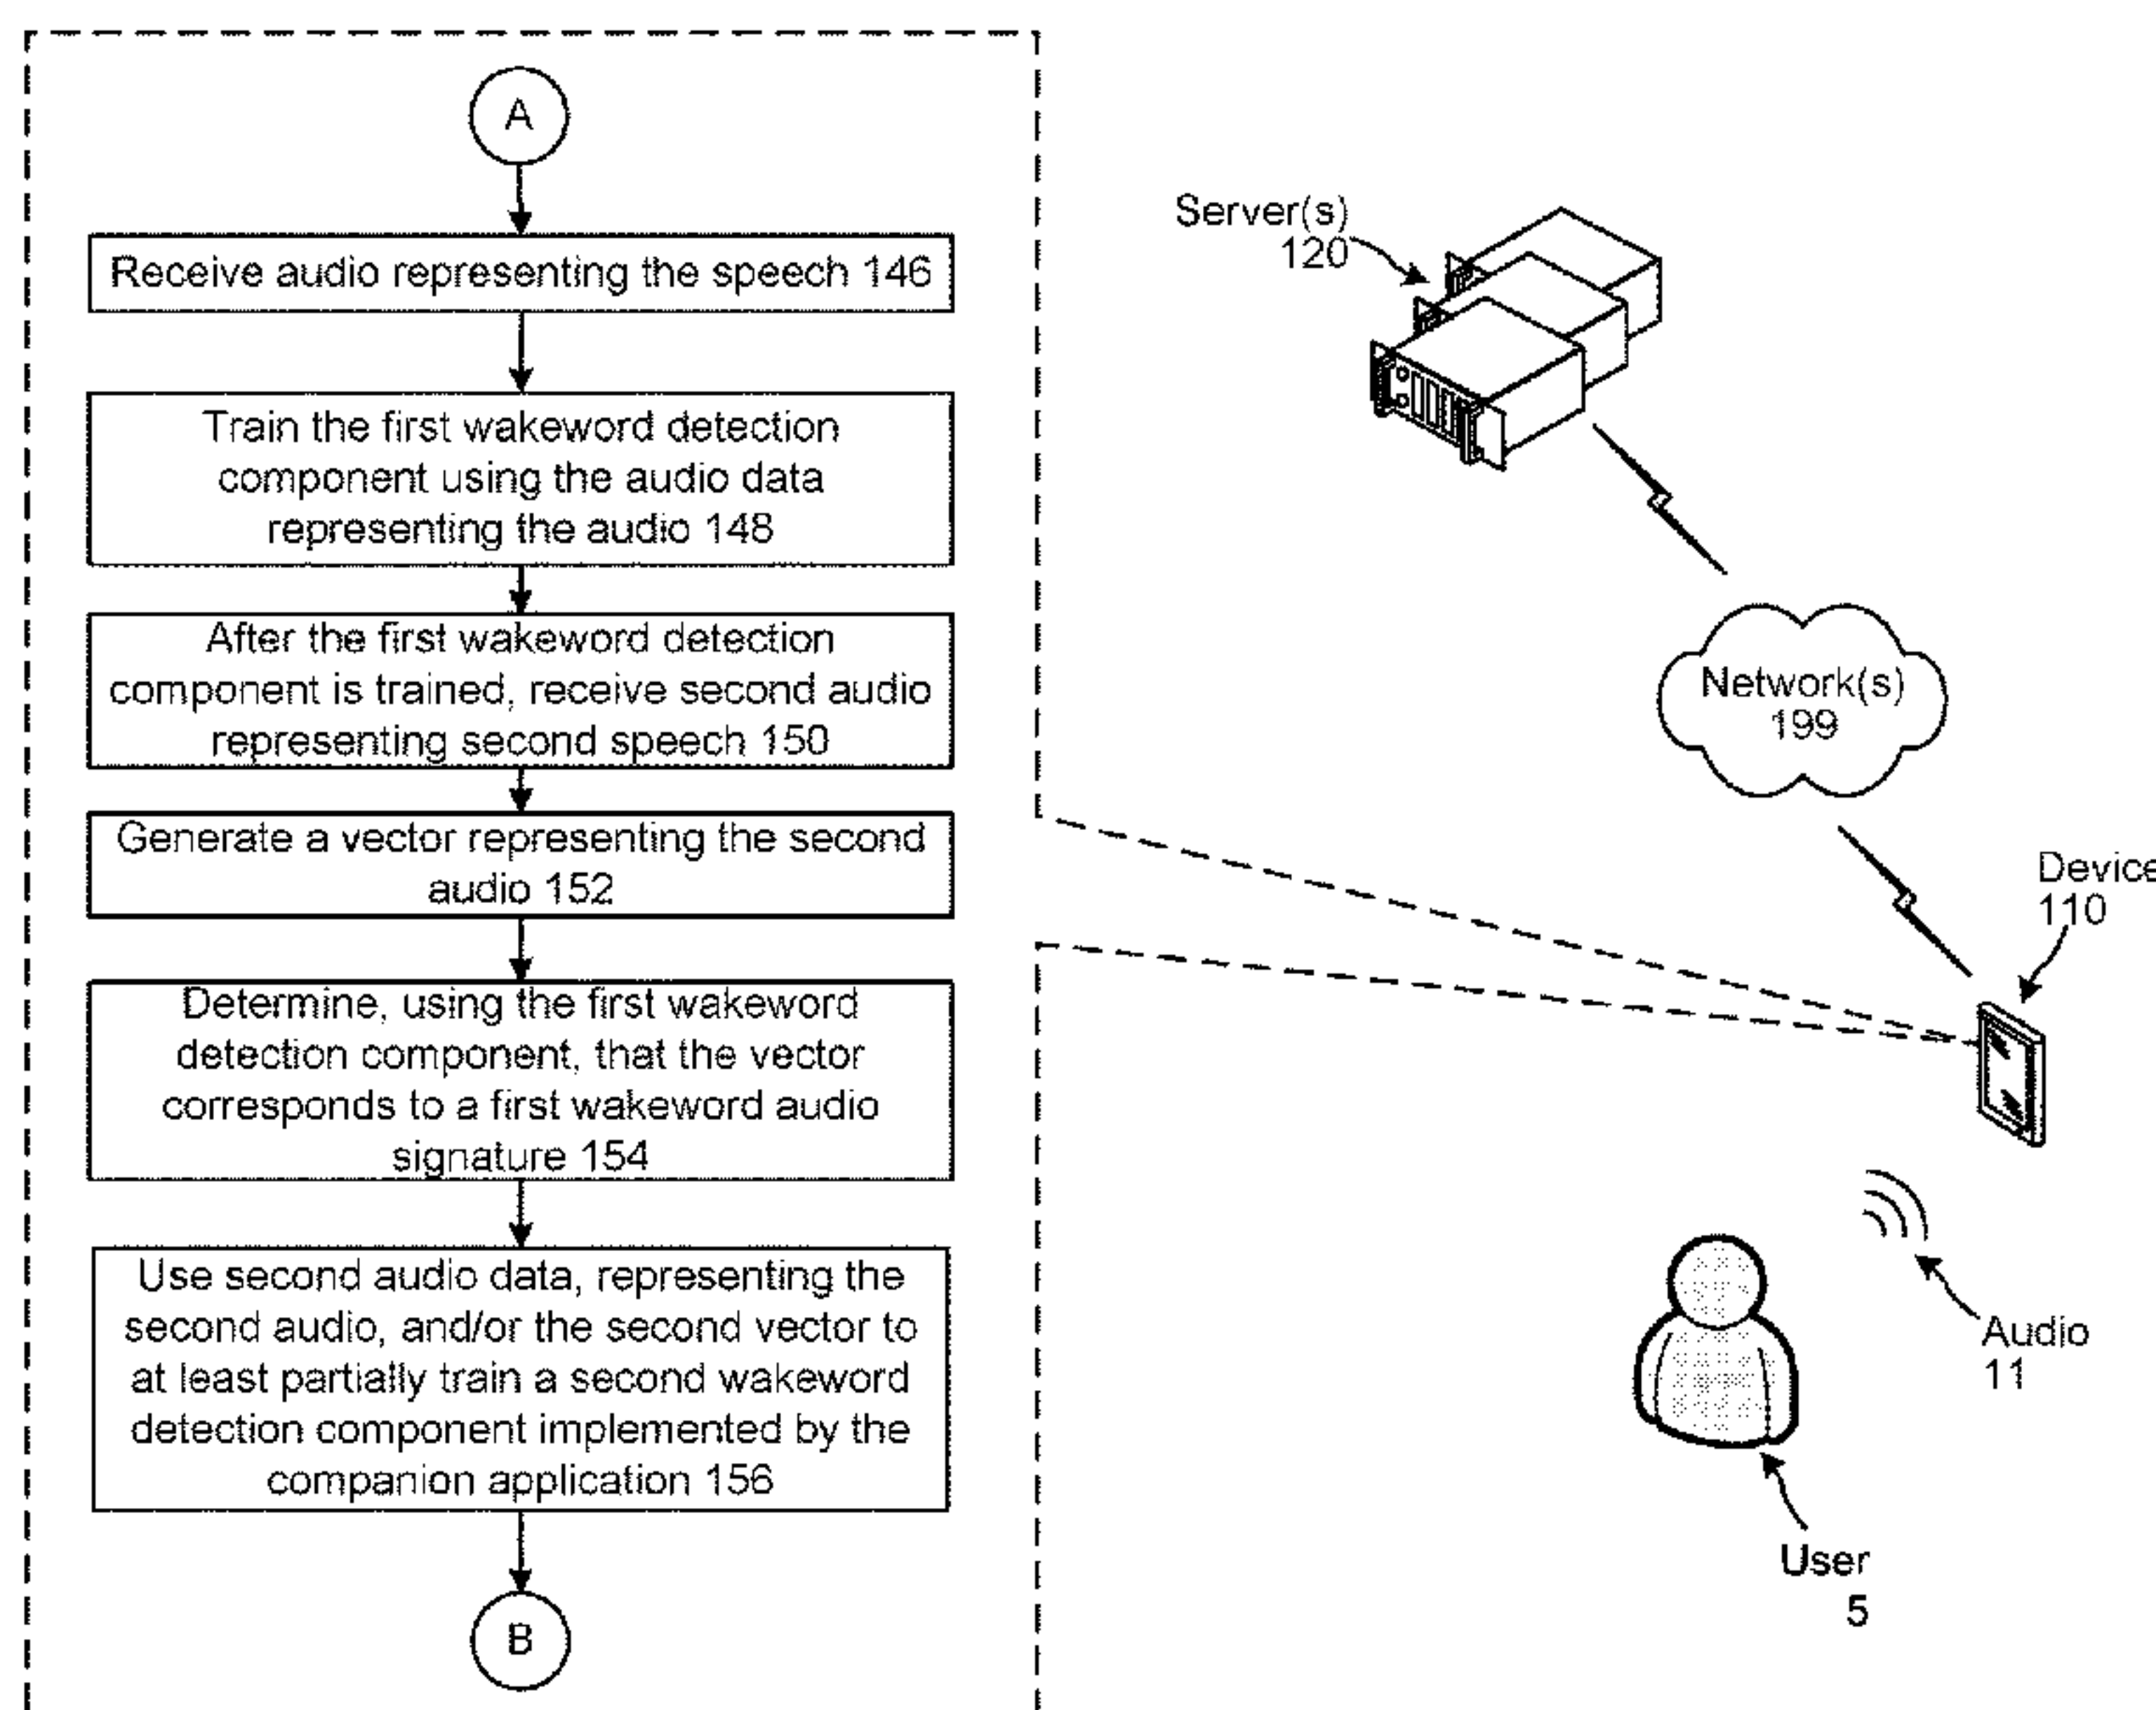 A
Receive audio representing the speech 146
Train the first wakeword detection
component using the audio data
representing the audio 148
After the first wakeword detection
component is trained, receive second audio
representing second speech 150
Generate a vector representing the second
audio 152
Determine, using the first wakeword
detection component, that the vector
corresponds to a first wakeword audio
signature 154
Use second audio data, representing the
second audio, and/or the second vector to
at least partially train a second wakeword
detection component implemented by the
companion application 156
B
Server(s)
120
Network(s)
199
Device
110
Audio
11
User
5